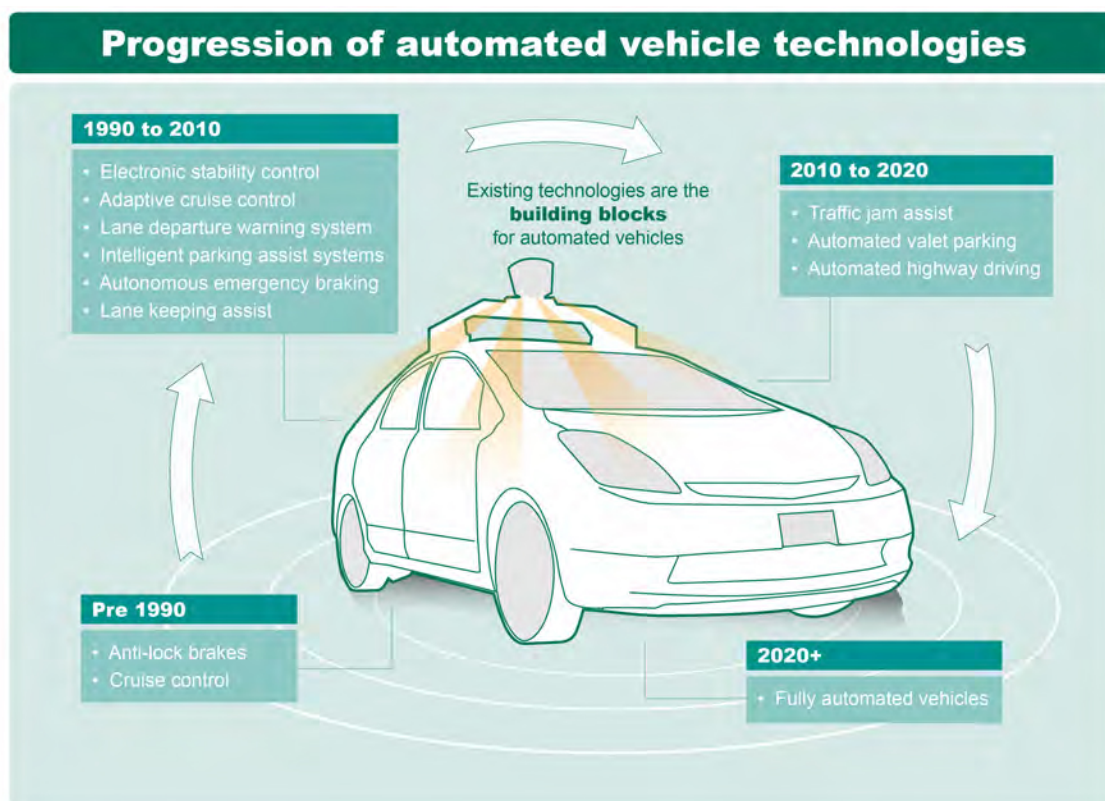 Progression of automated vehicle technologies
Pre 1990
• Anti-lock brakes
• Cruise control
1990 to 2010
• Electronic stability control
• Adaptive cruise control
• Lane departure warning system
• Intelligent parking assist systems
• Autonomous emergency braking
• Lane keeping assist
Existing technologies are the
building blocks
for automated vehicles
2010 to 2020
• Traffic jam assist
• Automated valet parking
• Automated highway driving
2020+
• Fully automated vehicles